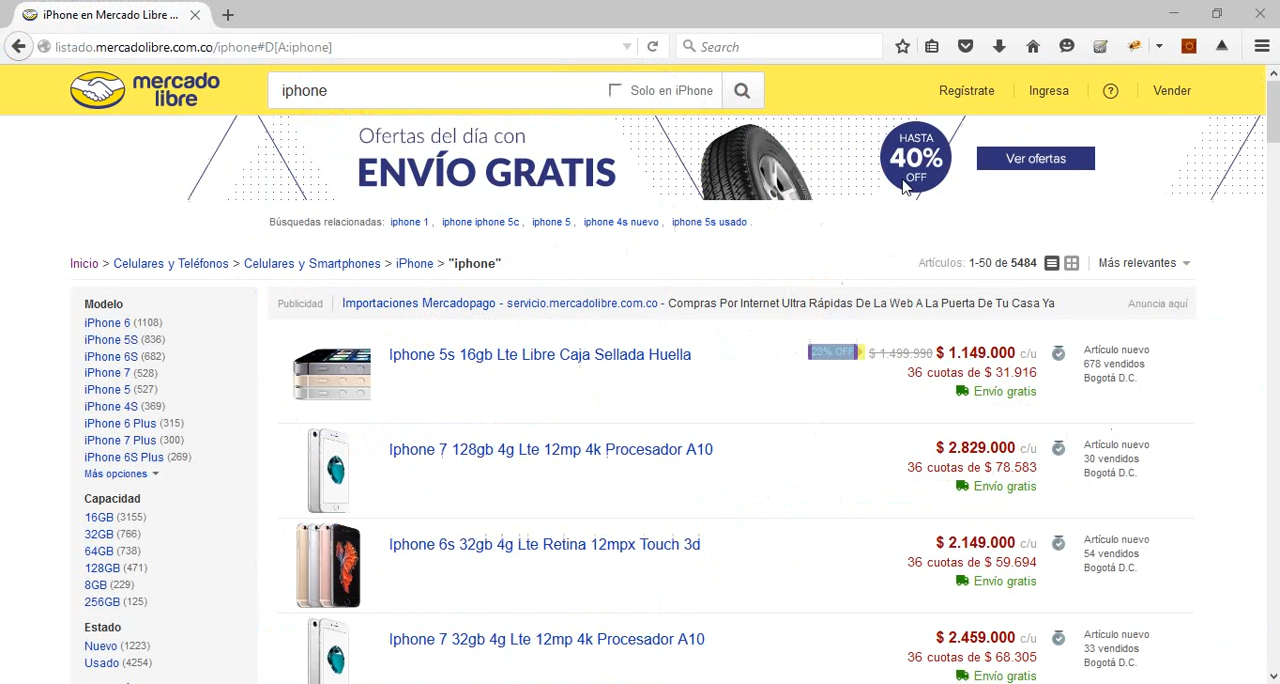 iPhone en Mercado Libre ...
listado.mercadolibre.com.co/iphone#D[A:iphone]
Search
mercado
libre
iphone
Solo en iPhone
Regístrate
Ingresa
?
Vender
Ofertas del día con
ENVÍO GRATIS
HASTA
40%
OFF
Ver ofertas
Búsquedas relacionadas: iphone 1 , iphone iphone 5c , iphone 5 , iphone 4s nuevo , iphone 5s usado .
Inicio > Celulares y Teléfonos > Celulares y Smartphones > iPhone > "iphone"
Artículos: 1-50 de 5484
Más relevantes
Modelo
iPhone 6 (1108)
iPhone 5S (836)
iPhone 6S (682)
iPhone 7 (528)
iPhone 5 (527)
iPhone 4S (369)
iPhone 6 Plus (315)
iPhone 7 Plus (300)
iPhone 6S Plus (269)
Más opciones
Capacidad
16GB (3155)
32GB (766)
64GB (738)
128GB (471)
8GB (229)
256GB (125)
Estado
Nuevo (1223)
Usado (4254)
Publicidad
Importaciones Mercadopago - servicio.mercadolibre.com.co - Compras Por Internet Ultra Rápidas De La Web A La Puerta De Tu Casa Ya
Anuncia aquí
Iphone 5s 16gb Lte Libre Caja Sellada Huella
23% OFF
$ 1.499.990 $ 1.149.000 c/u
36 cuotas de $ 31.916
Envío gratis
Artículo nuevo
678 vendidos
Bogotá D.C.
Iphone 7 128gb 4g Lte 12mp 4k Procesador A10
$ 2.829.000 c/u
36 cuotas de $ 78.583
Envío gratis
Artículo nuevo
30 vendidos
Bogotá D.C.
Iphone 6s 32gb 4g Lte Retina 12mpx Touch 3d
$ 2.149.000 c/u
36 cuotas de $ 59.694
Envío gratis
Artículo nuevo
54 vendidos
Bogotá D.C.
Iphone 7 32gb 4g Lte 12mp 4k Procesador A10
$ 2.459.000 c/u
36 cuotas de $ 68.305
Envío gratis
Artículo nuevo
33 vendidos
Bogotá D.C.